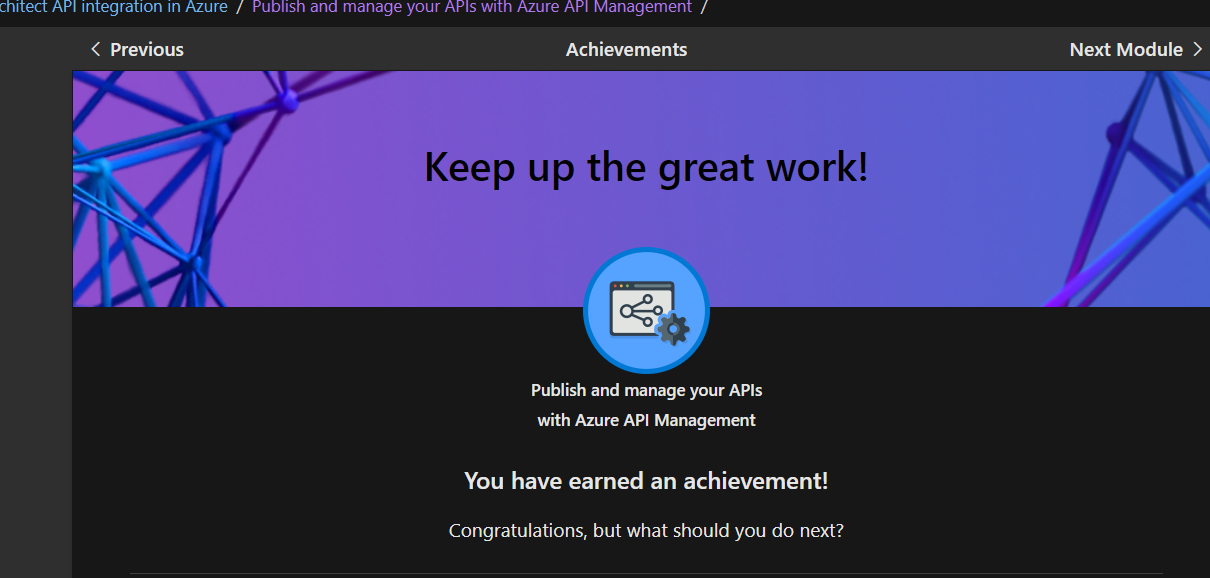 chitect API integration in Azure / Publish and manage your APIs with Azure API Management /
Previous Achievements Next Module
Keep up the great work!
Publish and manage your APIs
with Azure API Management
You have earned an achievement!
Congratulations, but what should you do next?